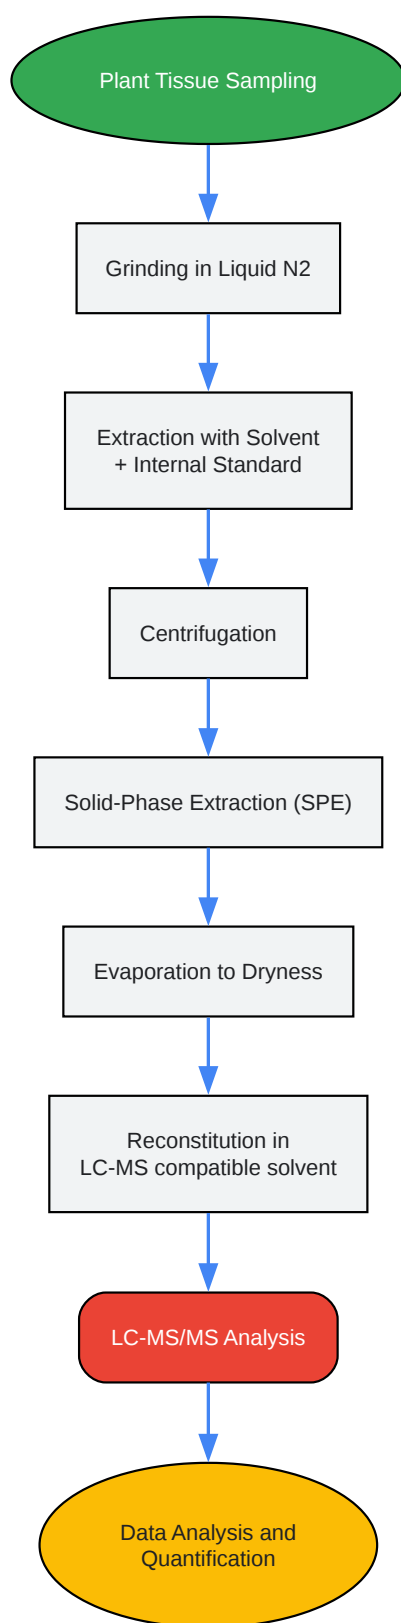 Plant Tissue Sampling
Grinding in Liquid N2
Extraction with Solvent
+ Internal Standard
Centrifugation
Solid-Phase Extraction (SPE)
Evaporation to Dryness
Reconstitution in
LC-MS compatible solvent
LC-MS/MS Analysis
Data Analysis and
Quantification